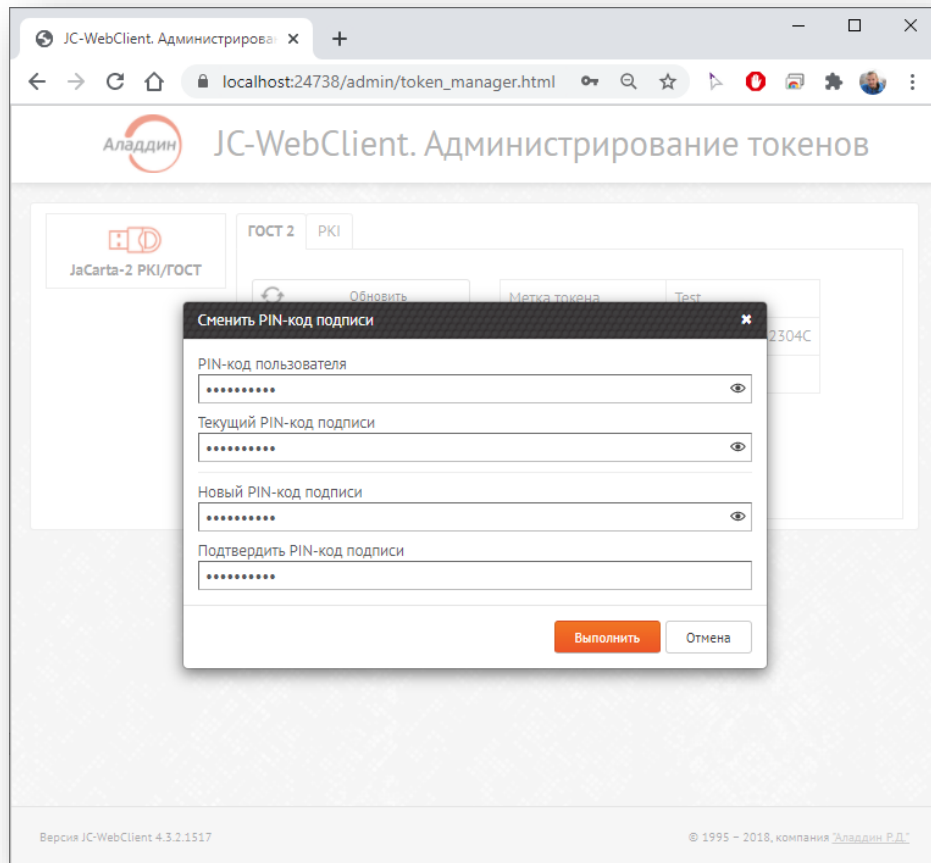 JC-WebClient. Администрирова
localhost:24738/admin/token_manager.html
Аладдин
JC-WebClient. Администрирование токенов
JaCarta-2 PKI/ГОСТ
ГОСТ 2 PKI
Обновить
Метка токена Test
2304C
Сменить PIN-код подписи
PIN-код пользователя
Текущий PIN-код подписи
Новый PIN-код подписи
Подтвердить PIN-код подписи
Выполнить Отмена
Версия JC-WebClient 4.3.2.1517
© 1995 – 2018, компания "Аладдин Р.Д."